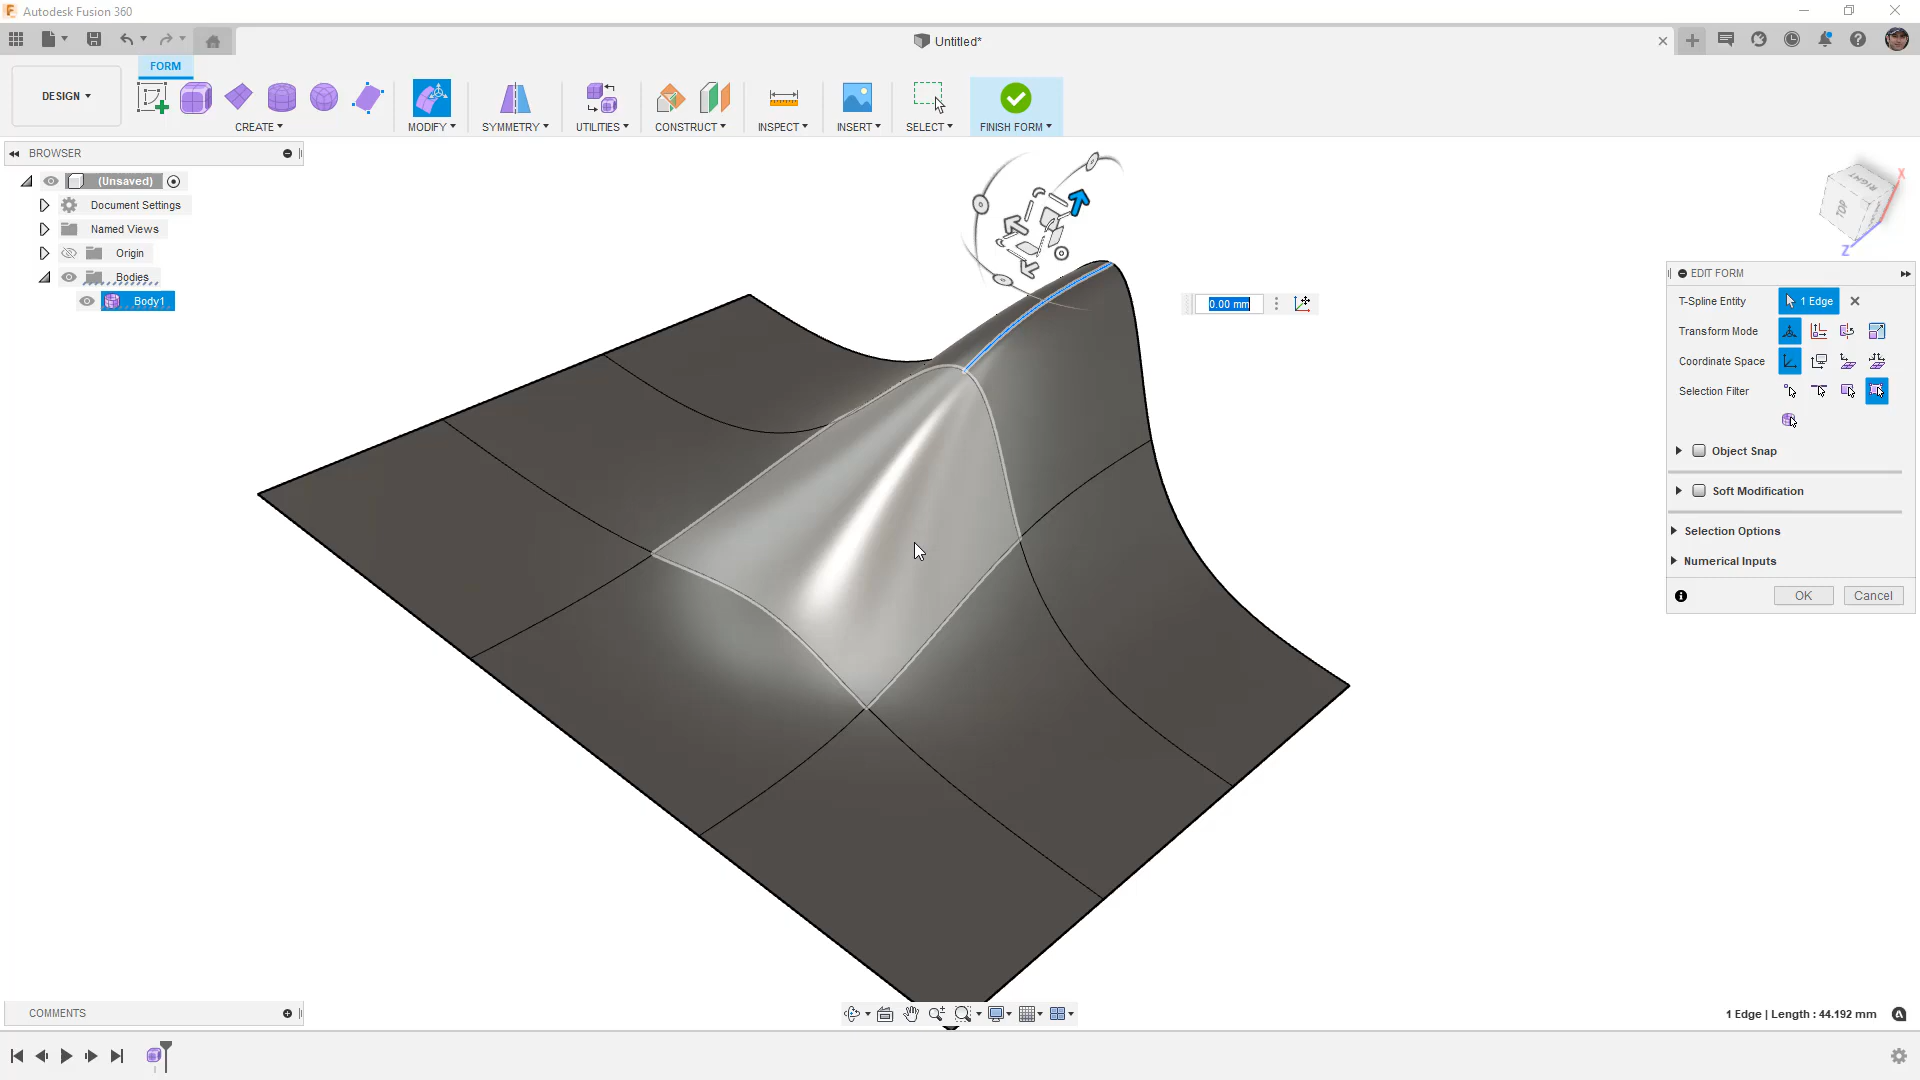 Autodesk Fusion 360
Untitled*
FORM
DESIGN
CREATE
MODIFY
SYMMETRY
UTILITIES
CONSTRUCT
INSPECT
INSERT
SELECT
FINISH FORM
BROWSER
(Unsaved)
Document Settings
Named Views
Origin
Bodies
Body1
TOP
RIGHT
X
Z
0.00 mm
EDIT FORM
T-Spline Entity
1 Edge
Transform Mode
Coordinate Space
Selection Filter
Object Snap
Soft Modification
Selection Options
Numerical Inputs
OK
Cancel
COMMENTS
1 Edge | Length : 44.192 mm